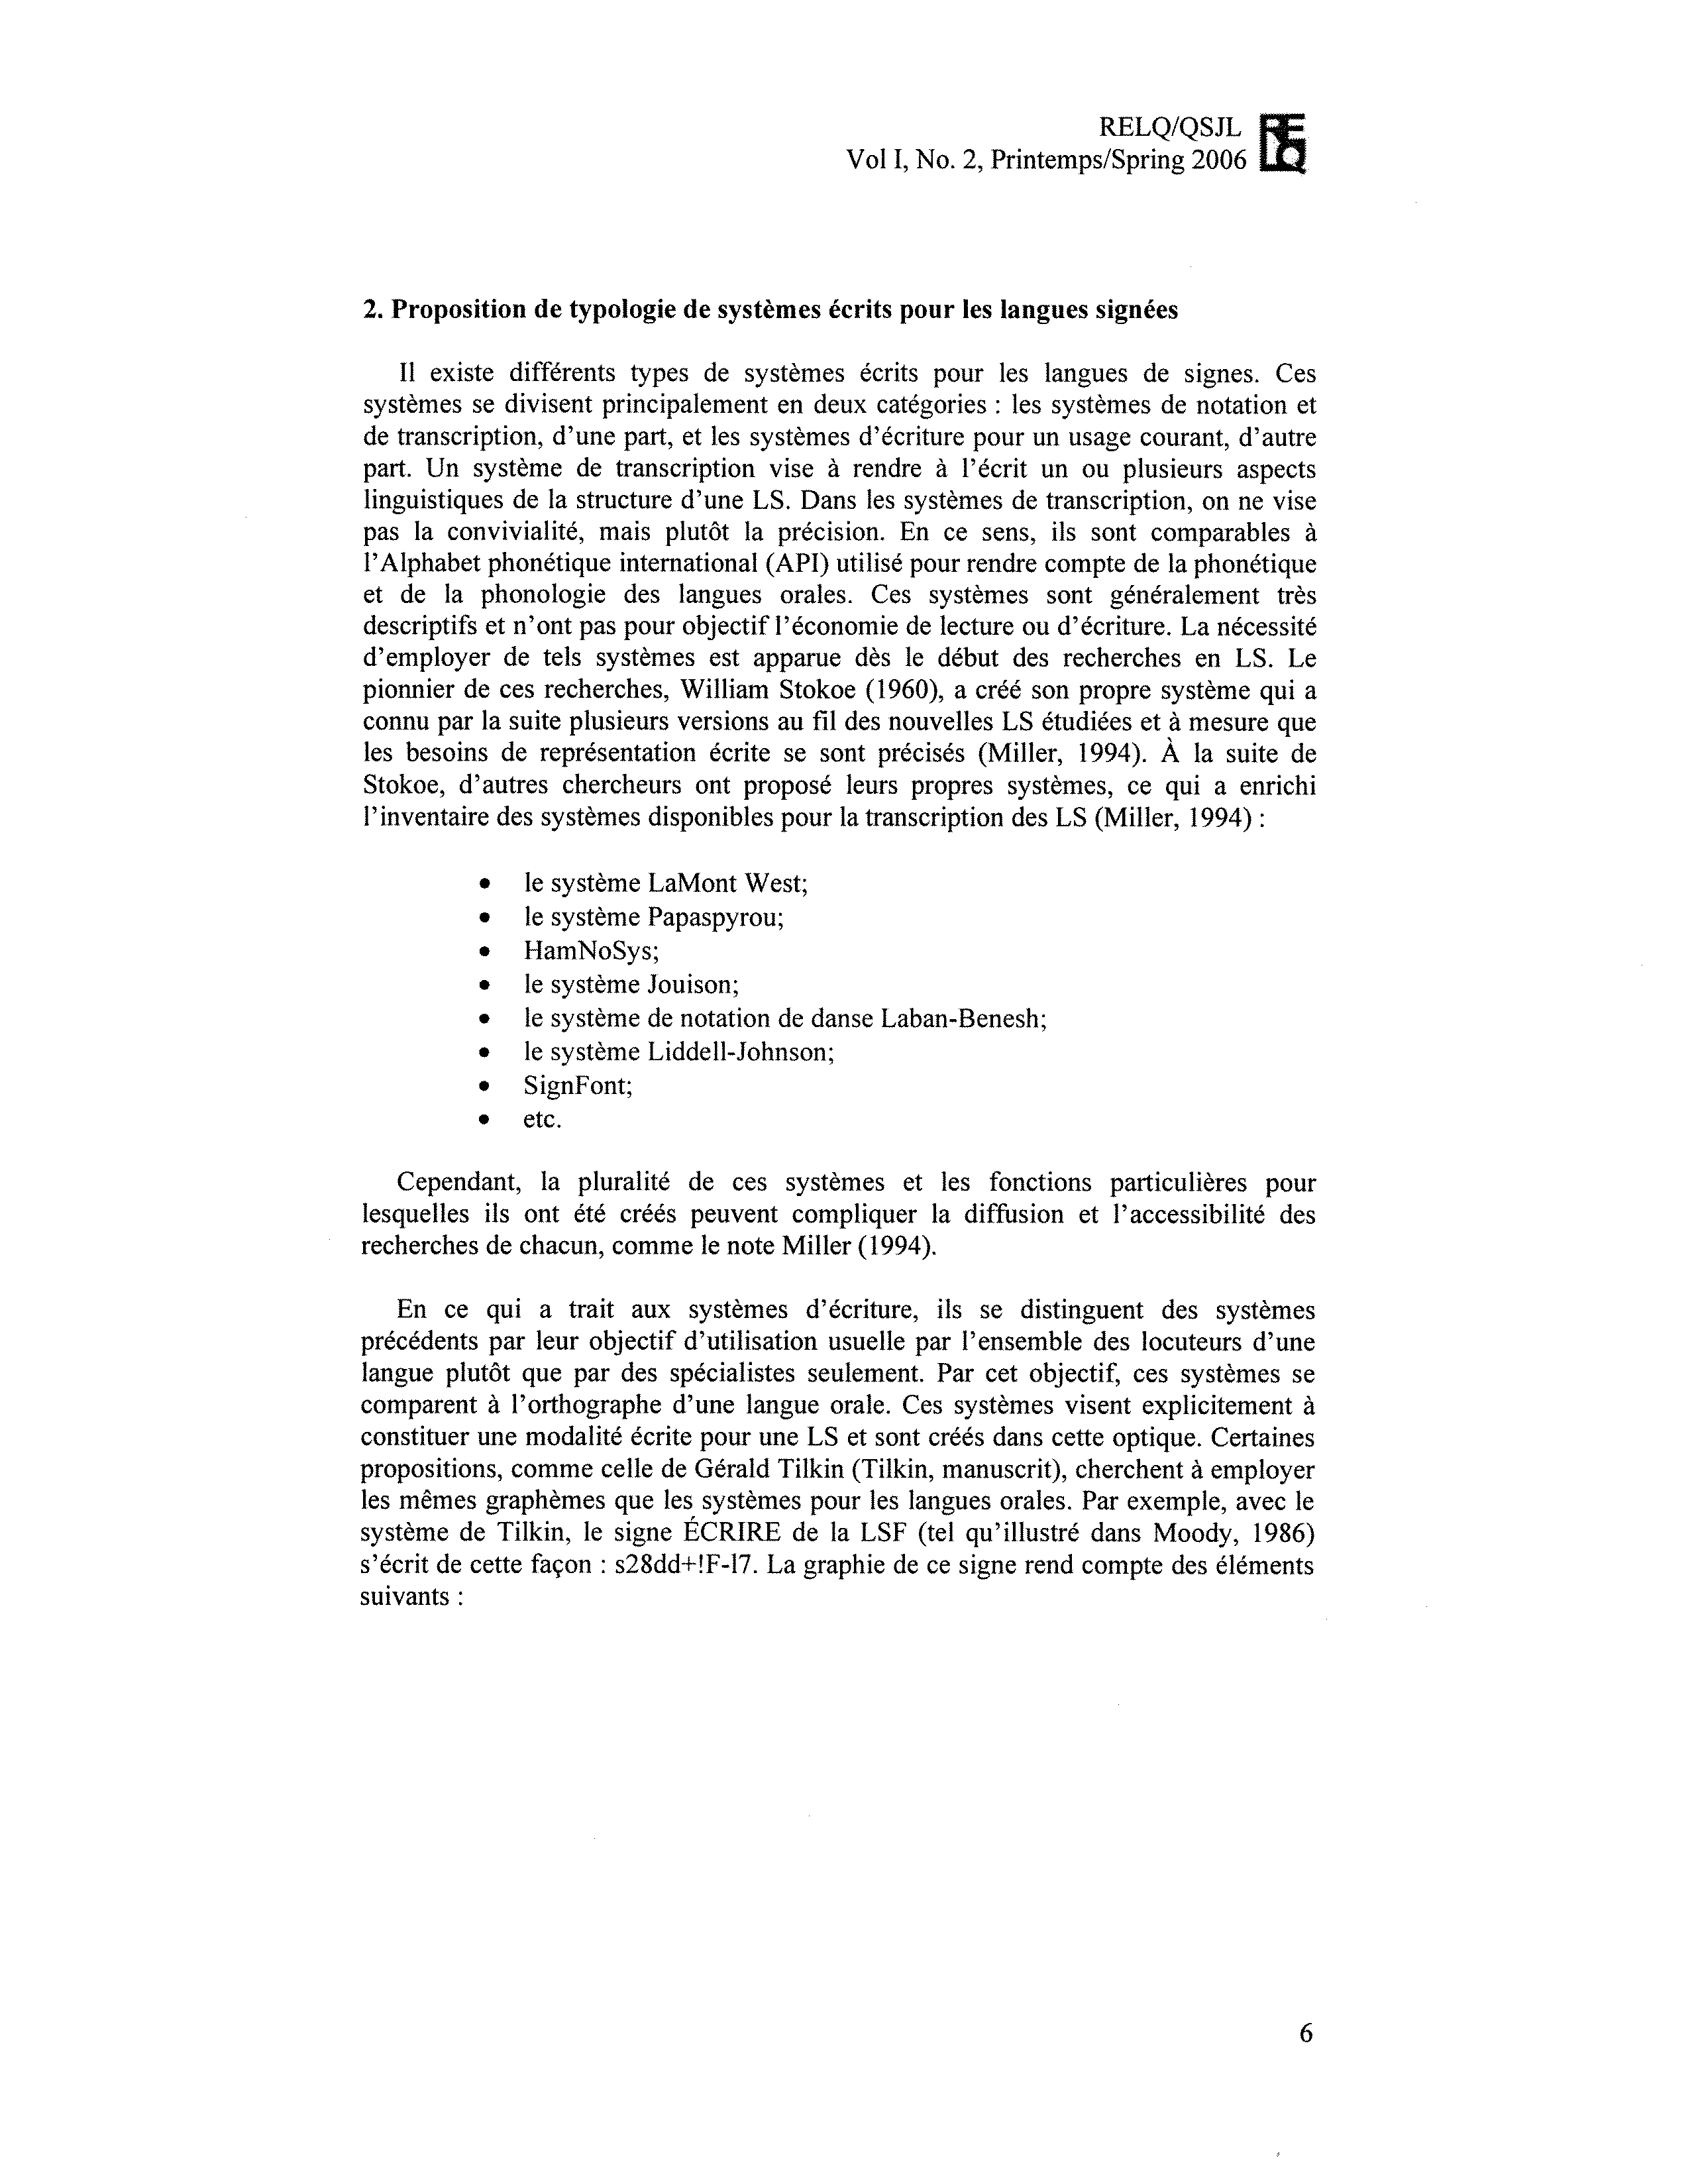 RELQ/QSJL
Vol I, No. 2, Printemps/Spring 2006
RELQ
2. Proposition de typologie de systèmes écrits pour les langues signées
Il existe différents types de systèmes écrits pour les langues de signes. Ces
systèmes se divisent principalement en deux catégories : les systèmes de notation et
de transcription, d'une part, et les systèmes d'écriture pour un usage courant, d'autre
part. Un système de transcription vise à rendre à l'écrit un ou plusieurs aspects
linguistiques de la structure d'une LS. Dans les systèmes de transcription, on ne vise
pas la convivialité, mais plutôt la précision. En ce sens, ils sont comparables à
l'Alphabet phonétique international (API) utilisé pour rendre compte de la phonétique
et de la phonologie des langues orales. Ces systèmes sont généralement très
descriptifs et n'ont pas pour objectif l'économie de lecture ou d'écriture. La nécessité
d'employer de tels systèmes est apparue dès le début des recherches en LS. Le
pionnier de ces recherches, William Stokoe (1960), a créé son propre système qui a
connu par la suite plusieurs versions au fil des nouvelles LS étudiées et à mesure que
les besoins de représentation écrite se sont précisés (Miller, 1994). À la suite de
Stokoe, d'autres chercheurs ont proposé leurs propres systèmes, ce qui a enrichi
l'inventaire des systèmes disponibles pour la transcription des LS (Miller, 1994) :
• le système LaMont West;
• le système Papaspyrou;
• HamNoSys;
• le système Jouison;
• le système de notation de danse Laban-Benesh;
• le système Liddell-Johnson;
• SignFont;
• etc.
Cependant, la pluralité de ces systèmes et les fonctions particulières pour
lesquelles ils ont été créés peuvent compliquer la diffusion et l'accessibilité des
recherches de chacun, comme le note Miller (1994).
En ce qui a trait aux systèmes d'écriture, ils se distinguent des systèmes
précédents par leur objectif d'utilisation usuelle par l'ensemble des locuteurs d'une
langue plutôt que par des spécialistes seulement. Par cet objectif, ces systèmes se
comparent à l'orthographe d'une langue orale. Ces systèmes visent explicitement à
constituer une modalité écrite pour une LS et sont créés dans cette optique. Certaines
propositions, comme celle de Gérald Tilkin (Tilkin, manuscrit), cherchent à employer
les mêmes graphèmes que les systèmes pour les langues orales. Par exemple, avec le
système de Tilkin, le signe ÉCRIRE de la LSF (tel qu'illustré dans Moody, 1986)
s'écrit de cette façon : s28dd+!F-l7. La graphie de ce signe rend compte des éléments
suivants :
6